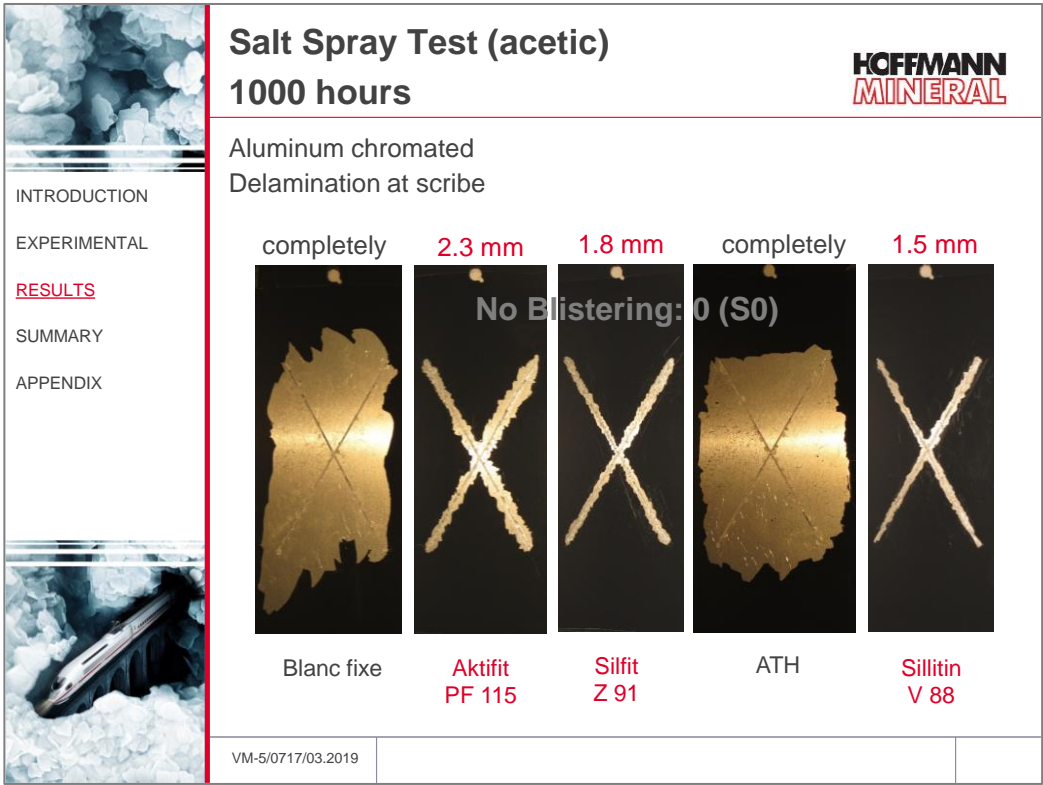 Salt Spray Test (acetic)
1000 hours
HOFFMANN
MINERAL
Aluminum chromated
Delamination at scribe
INTRODUCTION
EXPERIMENTAL
RESULTS
SUMMARY
APPENDIX
completely 2.3 mm 1.8 mm completely 1.5 mm
No Blistering: 0 (S0)
Blanc fixe Aktifit Silfit ATH Sillitin
PF 115 Z 91 V 88
VM-5/0717/03.2019